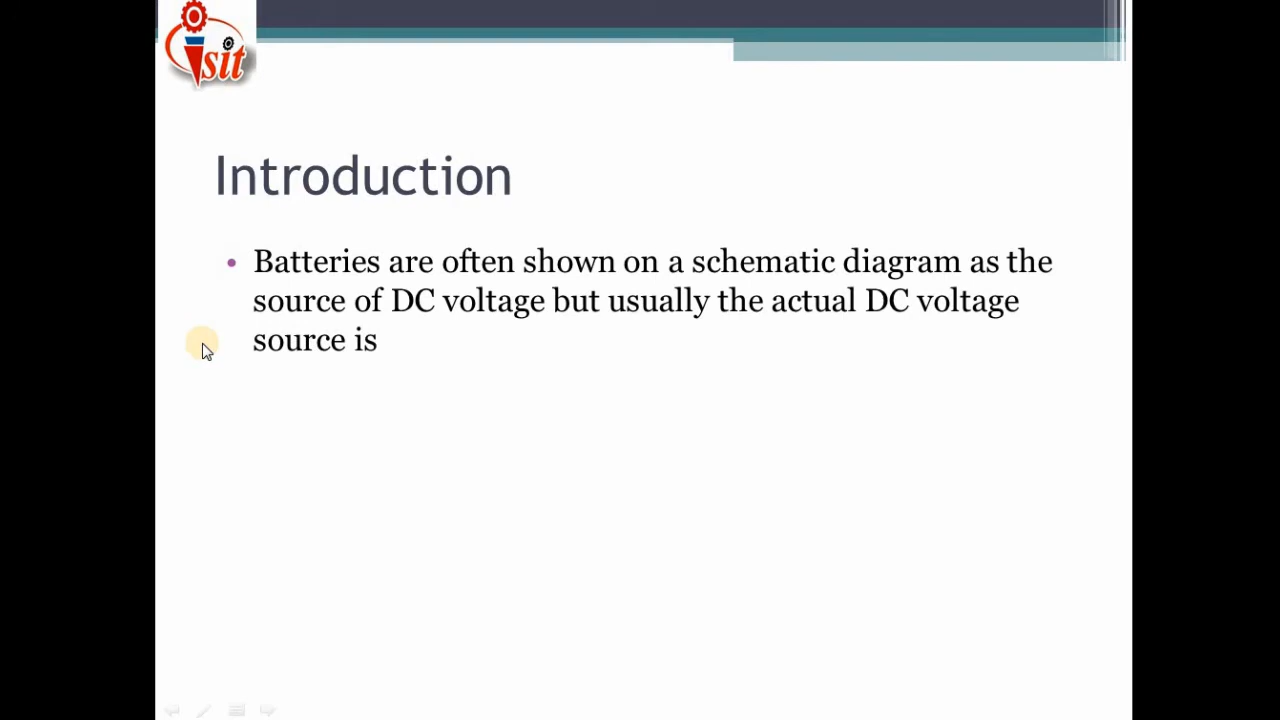 isit
Introduction
• Batteries are often shown on a schematic diagram as the
source of DC voltage but usually the actual DC voltage
source is